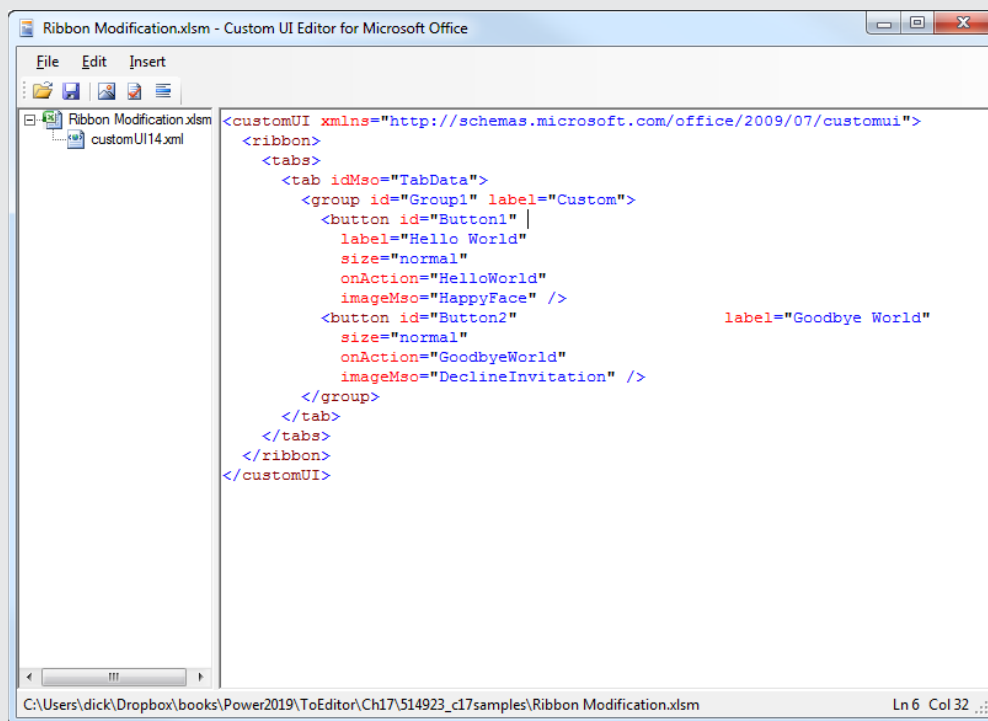 Ribbon Modification.xlsm - Custom UI Editor for Microsoft Office
File Edit Insert
Ribbon Modification.xlsm
customUI14.xml
<customUI xmlns="http://schemas.microsoft.com/office/2009/07/customui">
  <ribbon>
    <tabs>
      <tab idMso="TabData">
        <group id="Group1" label="Custom">
          <button id="Button1"
            label="Hello World"
            size="normal"
            onAction="HelloWorld"
            imageMso="HappyFace" />
          <button id="Button2"                     label="Goodbye World"
            size="normal"
            onAction="GoodbyeWorld"
            imageMso="DeclineInvitation" />
        </group>
      </tab>
    </tabs>
  </ribbon>
</customUI>
C:\Users\dick\Dropbox\books\Power2019\ToEditor\Ch17\514923_c17samples\Ribbon Modification.xlsm Ln 6 Col 32